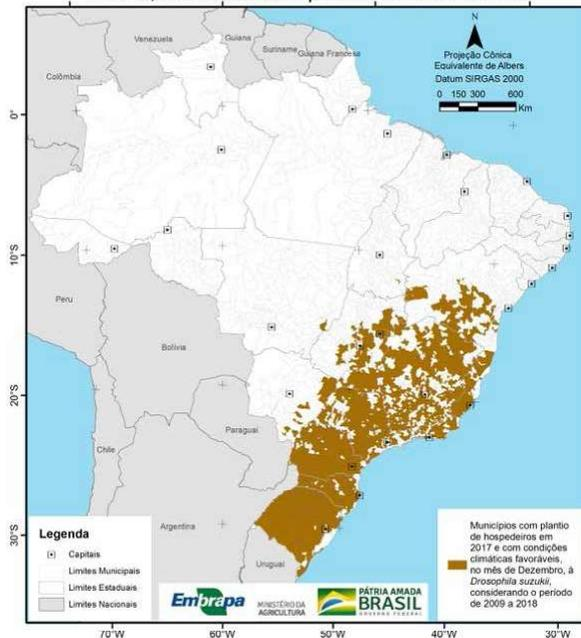 N
Projeção Cônica
Equivalente de Albers
Datum SIRGAS 2000
0 150 300 600
Km
Venezuela
Guiana
Suriname
Guiana Francesa
Colômbia
0°
10°S
Peru
Bolívia
20°S
Paraguai
Chile
Argentina
30°S
Uruguai
Legenda
Capitais
Limites Municipais
Limites Estaduais
Limites Nacionais
Embrapa
MINISTÉRIO DA
AGRICULTURA
PÁTRIA AMADA
BRASIL
GOVERNO FEDERAL
Municípios com plantio
de hospedeiros em
2017 e com condições
climáticas favoráveis,
no mês de Dezembro, à
Drosophila suzukii,
considerando o período
de 2009 a 2018
70°W
60°W
50°W
40°W
30°W